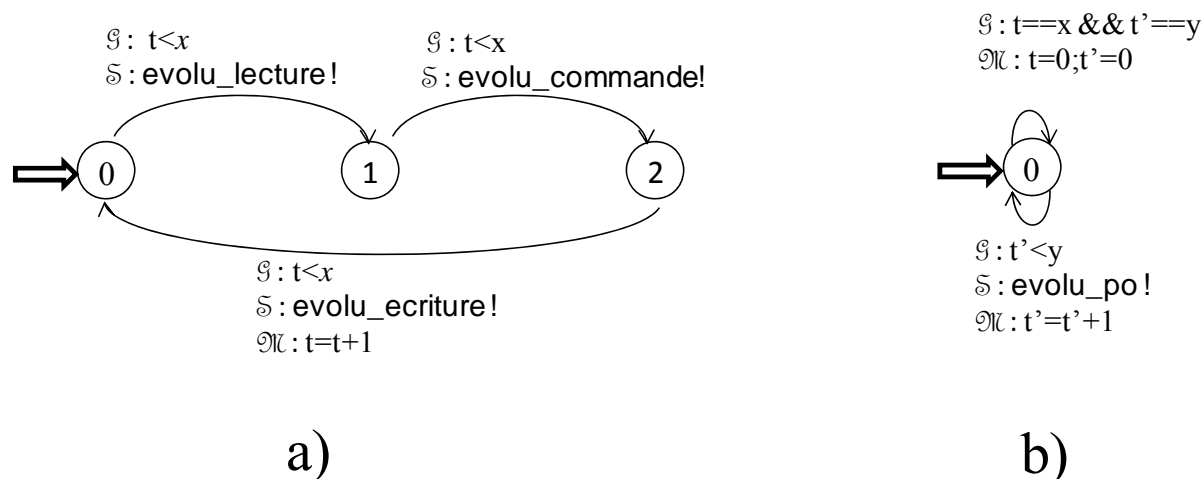 𝒢 : t<x
𝒮 : evolu_lecture!
𝒢 : t<x
𝒮 : evolu_commande!
0
1
2
𝒢 : t<x
𝒮 : evolu_ecriture!
ℳ : t=t+1
a)
𝒢 : t==x && t’==y
ℳ : t=0;t’=0
0
𝒢 : t’<y
𝒮 : evolu_po!
ℳ : t’=t’+1
b)